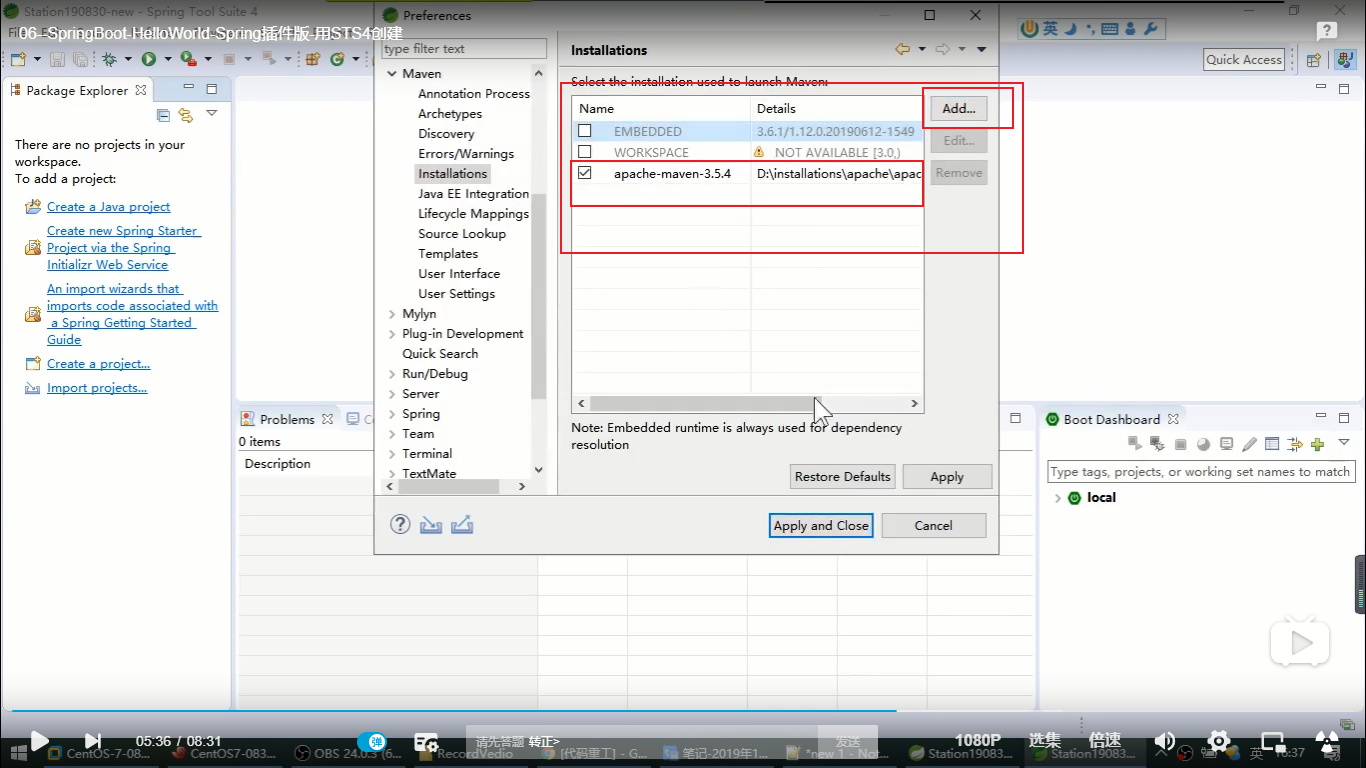 Station190830-new - Spring Tool Suite 4
06--SpringBoot-HelloWorld-Spring插件版-用STS4创建
英
Quick Access
Package Explorer
There are no projects in your
workspace.
To add a project:
Create a Java project
Create new Spring Starter
Project via the Spring
Initializr Web Service
An import wizards that
imports code associated with
a Spring Getting Started
Guide
Create a project...
Import projects...
Preferences
type filter text
Maven
Annotation Process
Archetypes
Discovery
Errors/Warnings
Installations
Java EE Integration
Lifecycle Mappings
Source Lookup
Templates
User Interface
User Settings
Mylyn
Plug-in Development
Quick Search
Run/Debug
Server
Spring
Team
Terminal
TextMate
Installations
Select the installation used to launch Maven:
Name Details
EMBEDDED 3.6.1/1.12.0.20190612-1549
WORKSPACE NOT AVAILABLE [3.0,)
apache-maven-3.5.4 D:\installations\apache\apac
Add...
Edit...
Remove
Note: Embedded runtime is always used for dependency
resolution
Restore Defaults Apply
Apply and Close Cancel
Problems
0 items
Description
Boot Dashboard
Type tags, projects, or working set names to match
local
05:36 / 08:31
弹
请先答题 转正>
发送
1080P 选集 倍速
CentOS-7-08... CentOS7-083... OBS 24.0.3 (6... RecordVedio [代码重工] - G... 笔记-2019年1... *new 1 - Not... Station19083... Station19083... 英 16:37